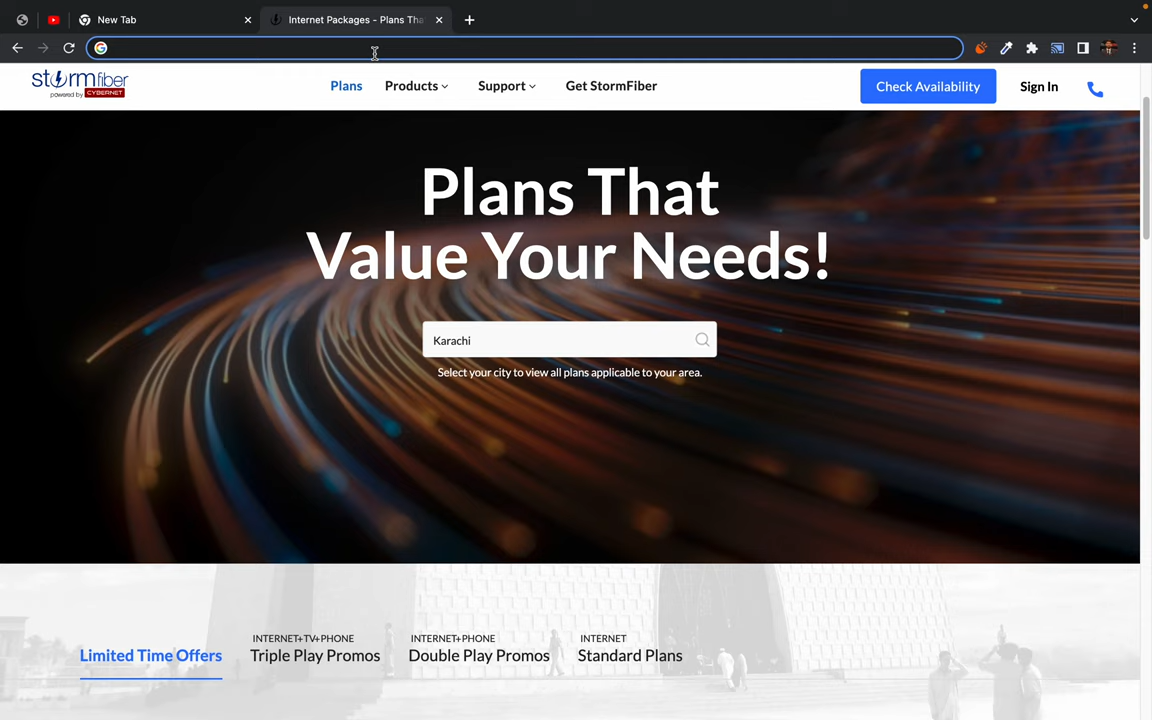 New Tab
Internet Packages - Plans Tha
stormfiber
powered by CYBERNET
Plans
Products
Support
Get StormFiber
Check Availability
Sign In
Plans That
Value Your Needs!
Karachi
Select your city to view all plans applicable to your area.
Limited Time Offers
INTERNET+TV+PHONE
Triple Play Promos
INTERNET+PHONE
Double Play Promos
INTERNET
Standard Plans